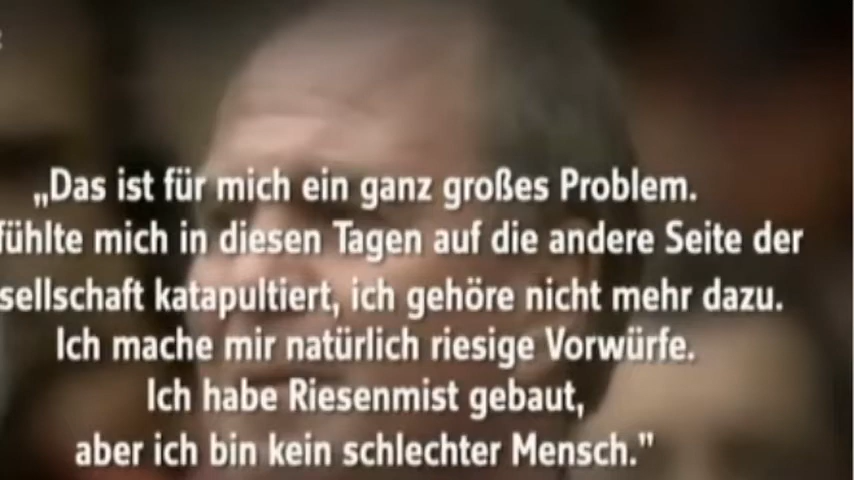 „Das ist für mich ein ganz großes Problem.
fühlte mich in diesen Tagen auf die andere Seite der
sellschaft katapultiert, ich gehöre nicht mehr dazu.
Ich mache mir natürlich riesige Vorwürfe.
Ich habe Riesenmist gebaut,
aber ich bin kein schlechter Mensch."